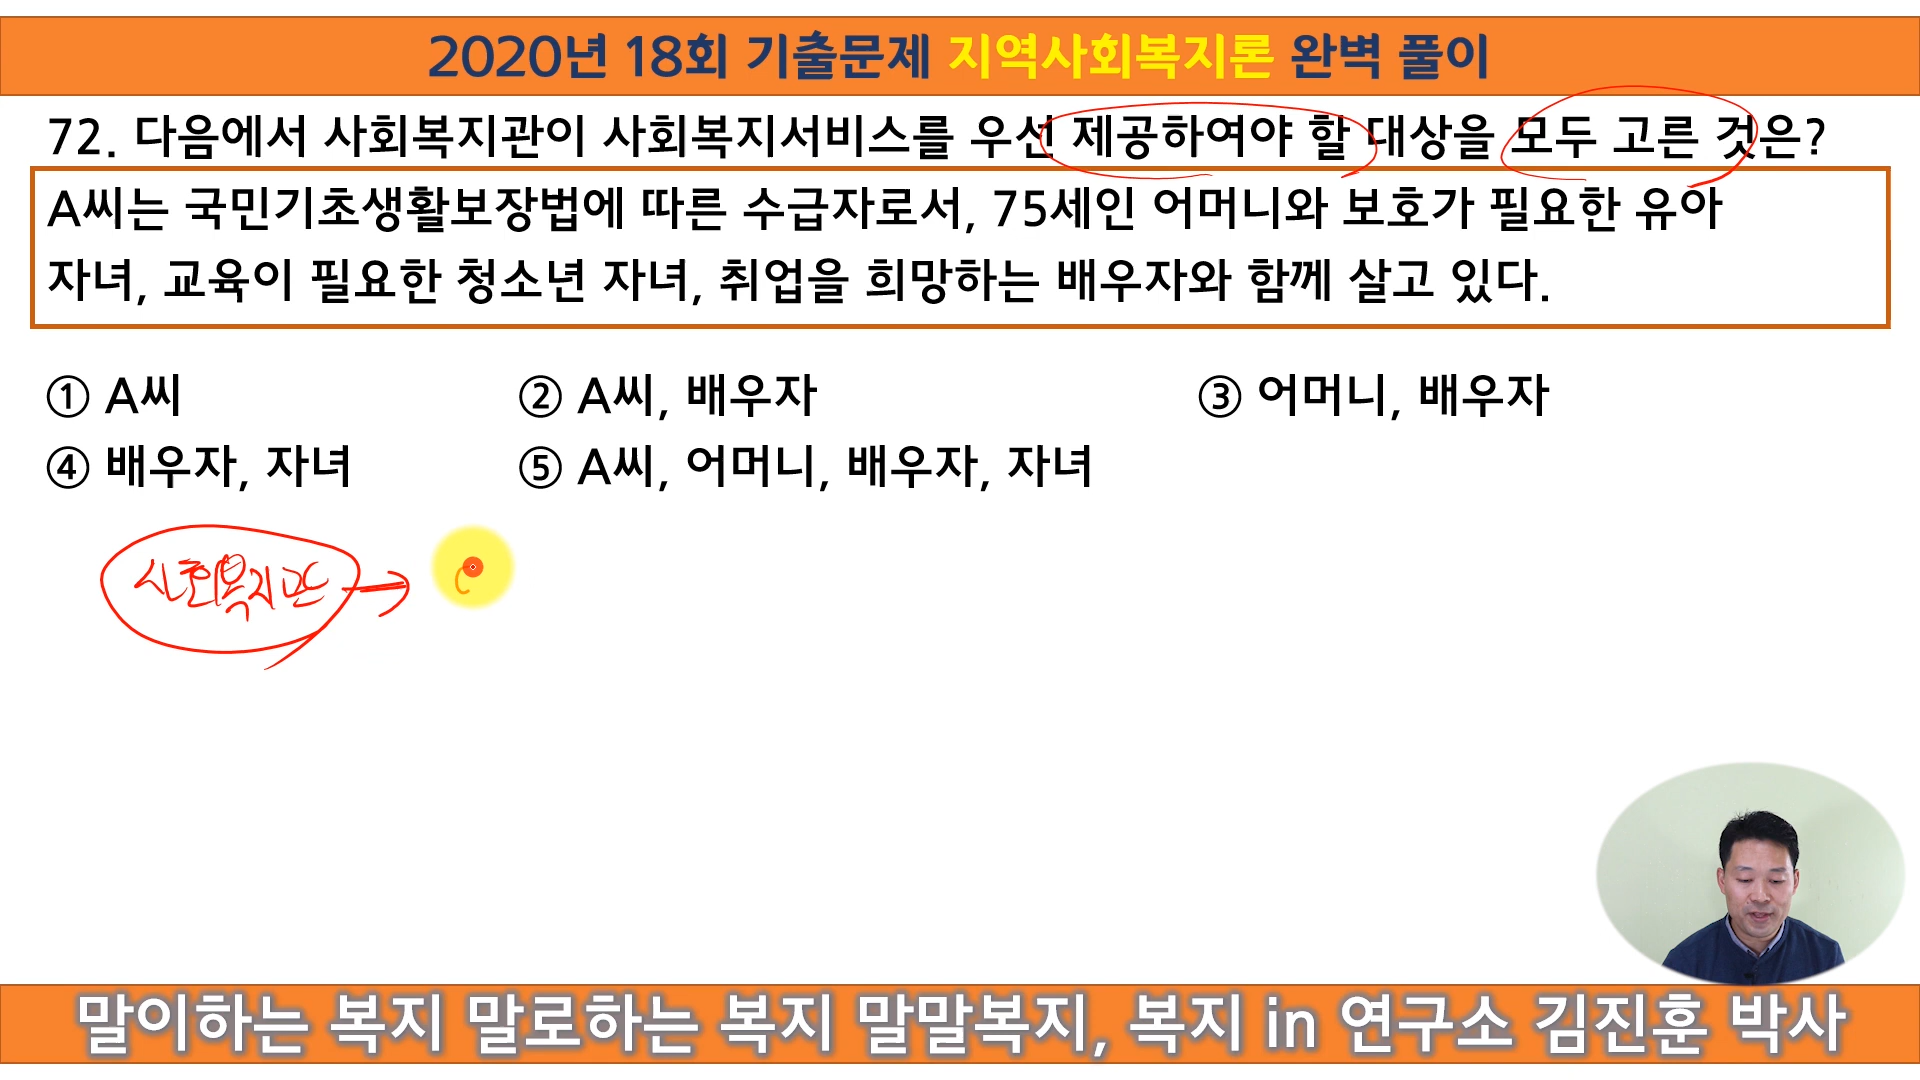 2020년 18회 기출문제 지역사회복지론 완벽 풀이
72. 다음에서 사회복지관이 사회복지서비스를 우선 제공하여야 할 대상을 모두 고른 것은?
A씨는 국민기초생활보장법에 따른 수급자로서, 75세인 어머니와 보호가 필요한 유아
자녀, 교육이 필요한 청소년 자녀, 취업을 희망하는 배우자와 함께 살고 있다.
① A씨 ② A씨, 배우자 ③ 어머니, 배우자
④ 배우자, 자녀 ⑤ A씨, 어머니, 배우자, 자녀
사회복지관
말이하는 복지 말로하는 복지 말말복지, 복지 in 연구소 김진훈 박사